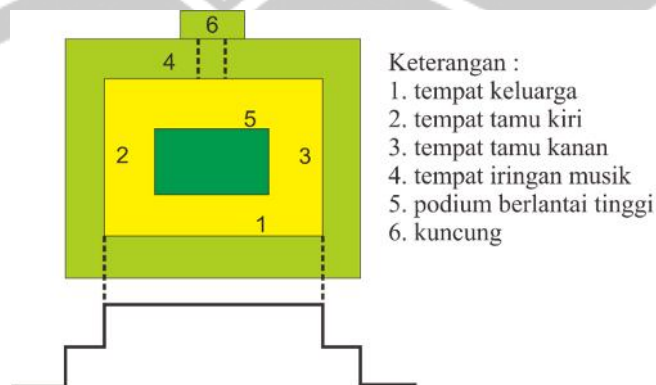 6
4
5
2
3
1
Keterangan :
1. tempat keluarga
2. tempat tamu kiri
3. tempat tamu kanan
4. tempat iringan musik
5. podium berlantai tinggi
6. kuncung